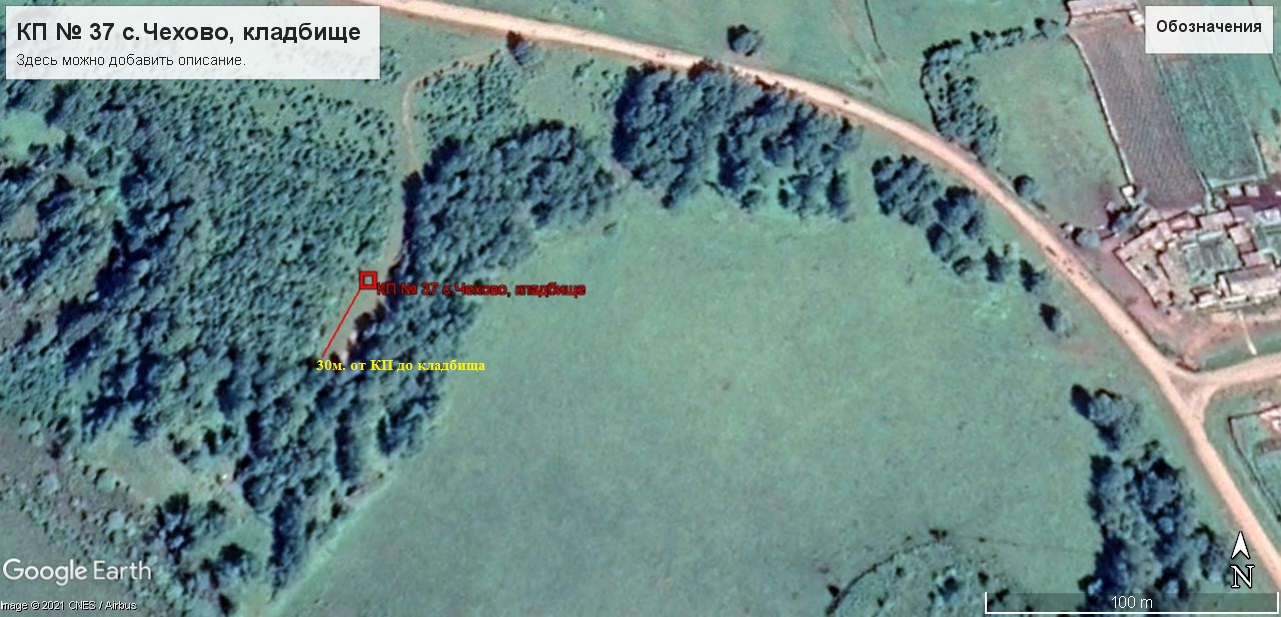 КП № 37 с.Чехово, кладбище
Здесь можно добавить описание.
Обозначения
КП № 37 с.Чехово, кладбище
30м. от КП до кладбища
Google Earth
N
Image © 2021 CNES / Airbus
100 m